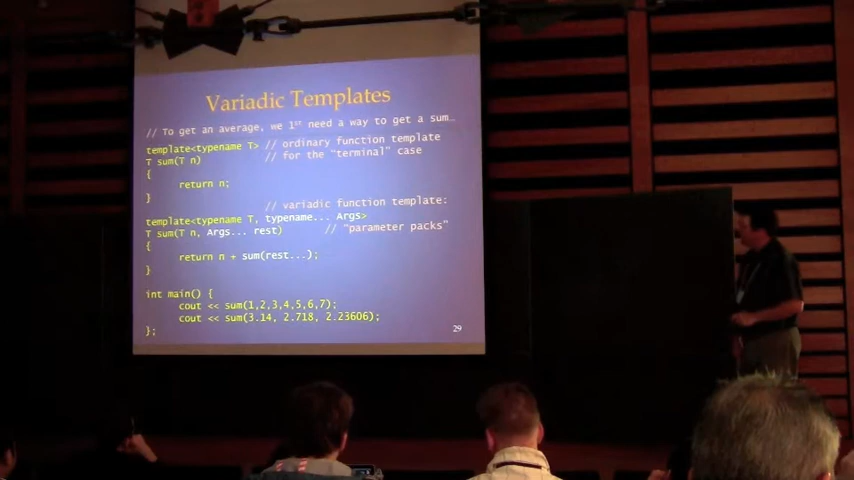 Variadic Templates
// To get an average, we 1st need a way to get a sum…
template<typename T> // ordinary function template
T sum(T n) // for the "terminal" case
{
return n;
}
// variadic function template:
template<typename T, typename... Args>
T sum(T n, Args... rest) // "parameter packs"
{
return n + sum(rest...);
}
int main() {
cout << sum(1,2,3,4,5,6,7);
cout << sum(3.14, 2.718, 2.23606);
};
29